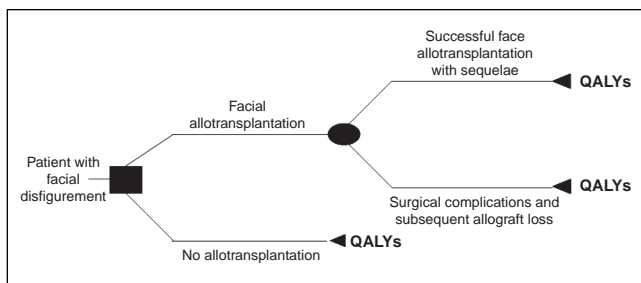 Successful face
allotransplantation
with sequelae
QALYs
Facial
allotransplantation
Patient with
facial
disfigurement
QALYs
Surgical complications and
subsequent allograft loss
QALYs
No allotransplantation